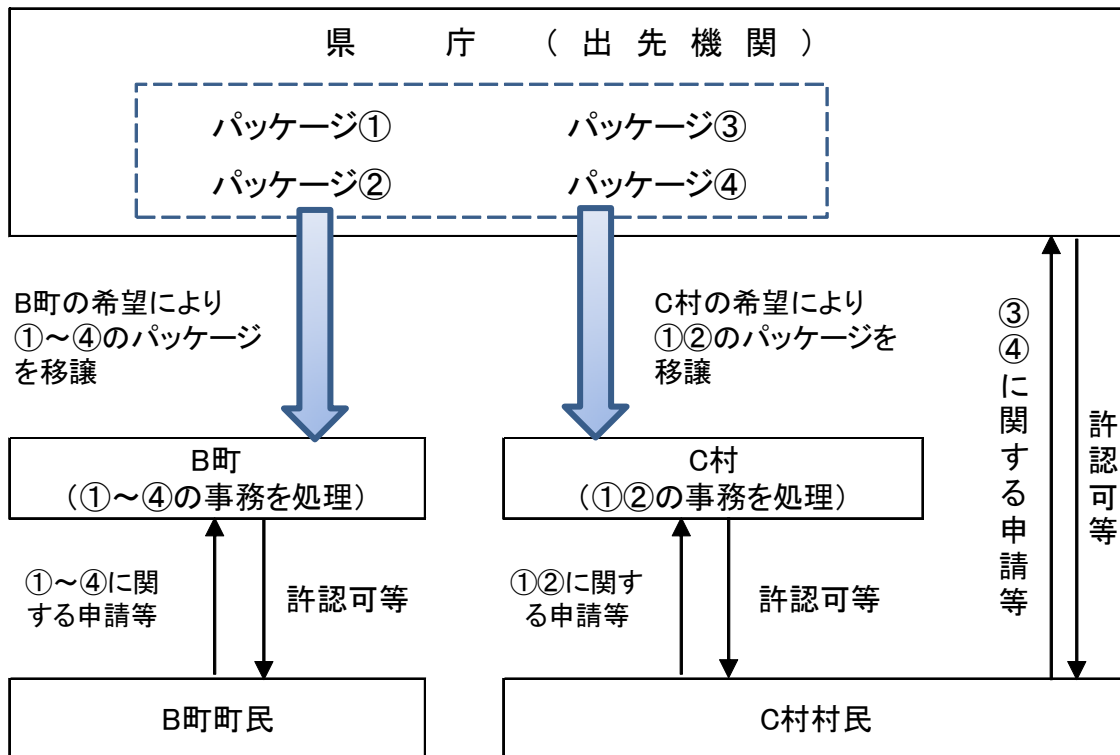 県庁（出先機関）
パッケージ①
パッケージ③
パッケージ②
パッケージ④
B町の希望により
①～④のパッケージ
を移譲
C村の希望により
①②のパッケージを
移譲
③④に関する申請等
許認可等
B町
（①～④の事務を処理）
C村
（①②の事務を処理）
①～④に関
する申請等
許認可等
①②に関す
る申請等
許認可等
B町町民
C村村民